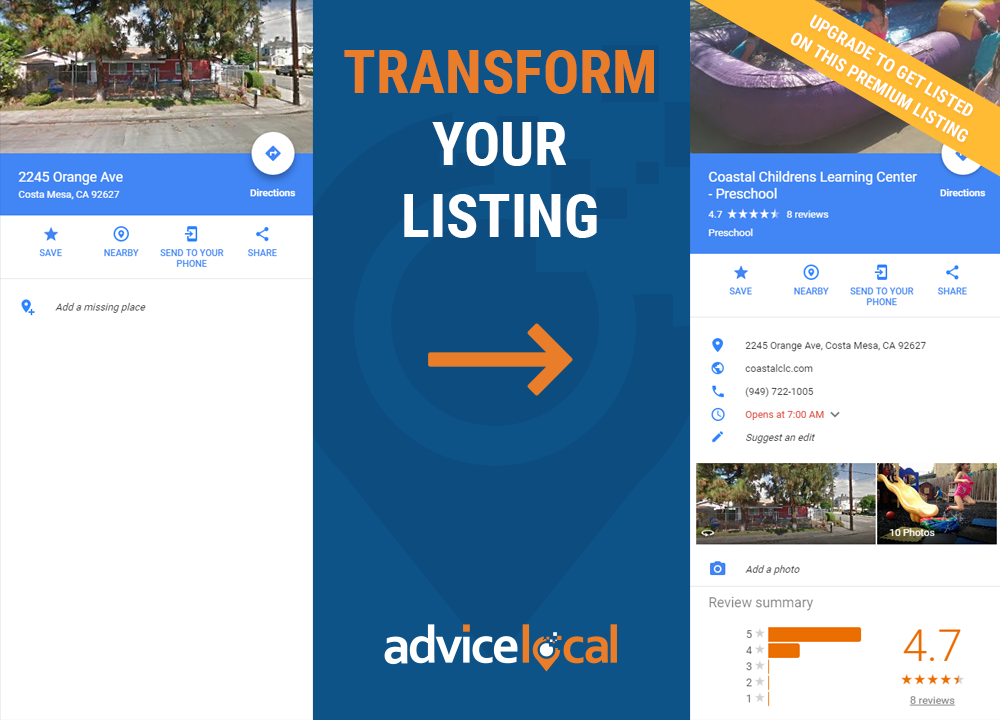 2245 Orange Ave
Costa Mesa, CA 92627
Directions
SAVE
NEARBY
SEND TO YOUR
PHONE
SHARE
Add a missing place
TRANSFORM
YOUR
LISTING
advicelocal
UPGRADE TO GET LISTED
ON THIS PREMIUM LISTING
Coastal Childrens Learning Center
- Preschool
4.7 8 reviews
Preschool
Directions
SAVE
NEARBY
SEND TO YOUR
PHONE
SHARE
2245 Orange Ave, Costa Mesa, CA 92627
coastalclc.com
(949) 722-1005
Opens at 7:00 AM
Suggest an edit
10 Photos
Add a photo
Review summary
5
4
3
2
1
4.7
8 reviews